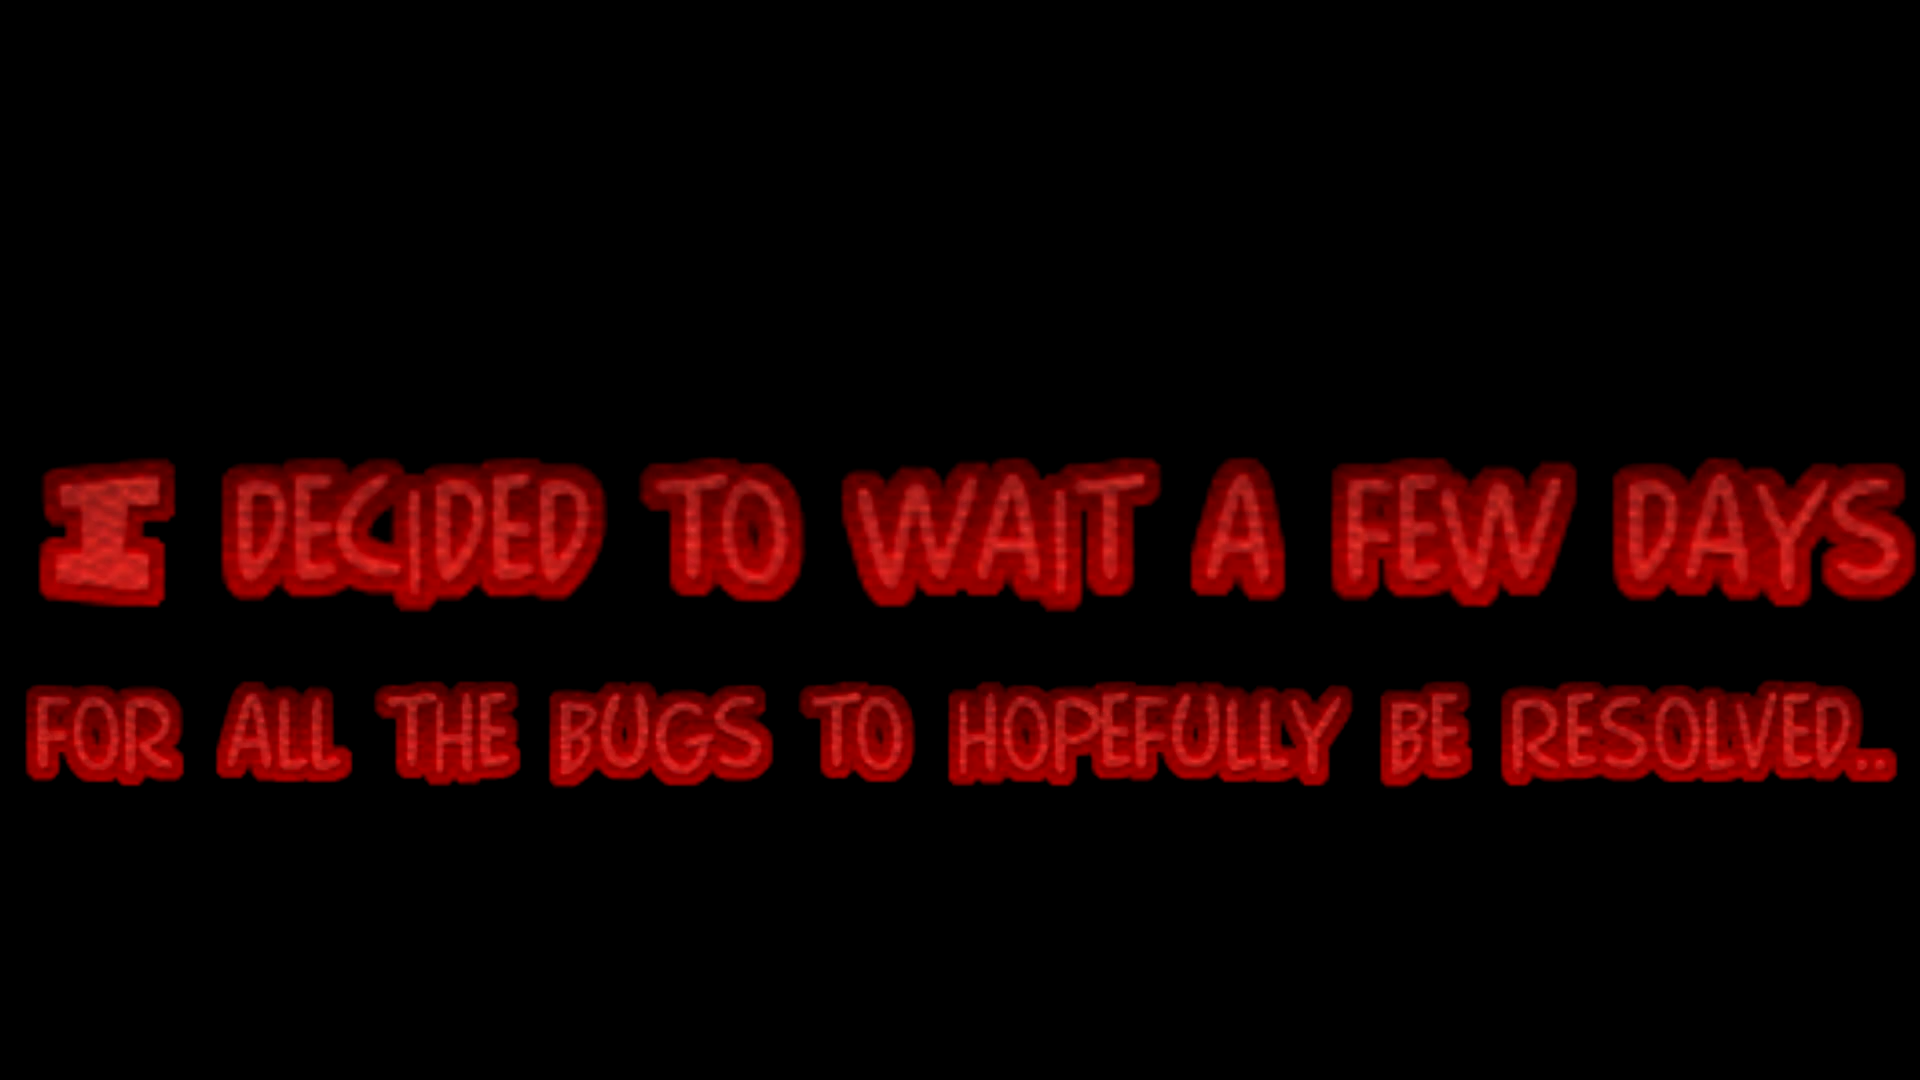 I DECIDED TO WAIT A FEW DAYS
FOR ALL THE BUGS TO HOPEFULLY BE RESOLVED..